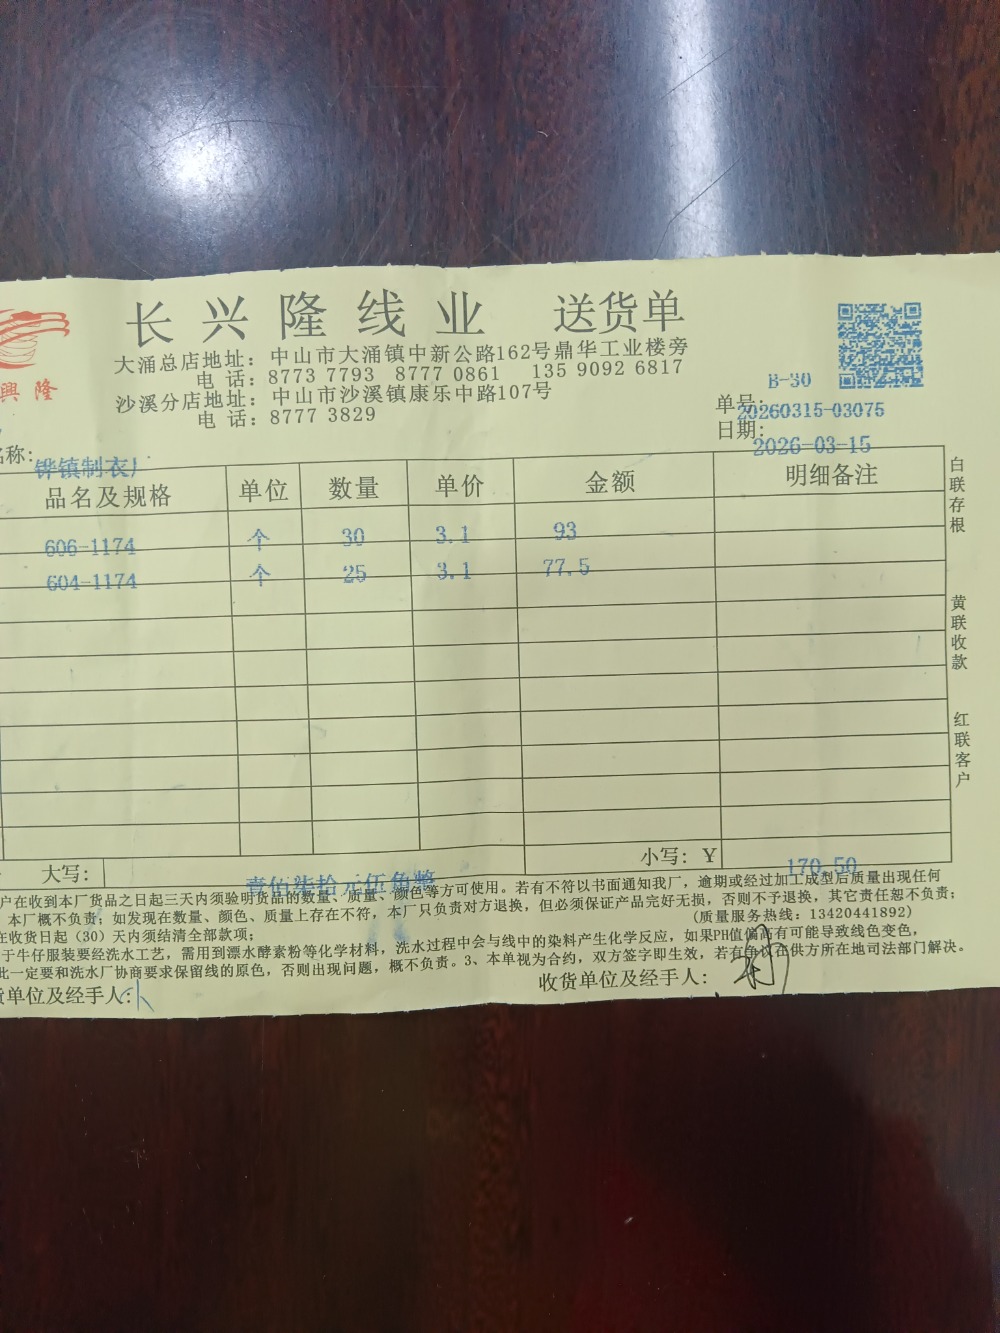 長 兴 隆 线 业 送货单
興 隆
大涌总店地址：中山市大涌镇中新公路162号鼎华工业楼旁
电 话：8773 7793 8777 0861 135 9092 6817
沙溪分店地址：中山市沙溪镇康乐中路107号
电 话：8777 3829
B-30
单号：20260315-03075
日期：2026-03-15
名称：铧镇制衣厂
品名及规格 单位 数量 单价 金额 明细备注
606-1174 个 30 3.1 93
604-1174 个 25 3.1 77.5
白联存根
黄联收款
红联客户
大写：壹佰柒拾元伍角整 小写：￥170.50
户在收到本厂货品之日起三天内须验明货品的数量、质量、颜色等方可使用。若有不符以书面通知我厂，逾期或经过加工成型后质量出现任何
本厂概不负责；如发现在数量、颜色、质量上存在不符，本厂只负责对方退换，但必须保证产品完好无损，否则不予退换，其它责任恕不负责；
在收货日起（30）天内须结清全部款项；
(质量服务热线：13420441892)
于牛仔服装要经洗水工艺，需用到漂水酵素粉等化学材料，洗水过程中会与线中的染料产生化学反应，如果PH值偏高有可能导致线色变色，
此一定要和洗水厂协商要求保留线的原色，否则出现问题，概不负责。3、本单视为合约，双方签字即生效，若有争议在供方所在地司法部门解决。
货单位及经手人：
收货单位及经手人：